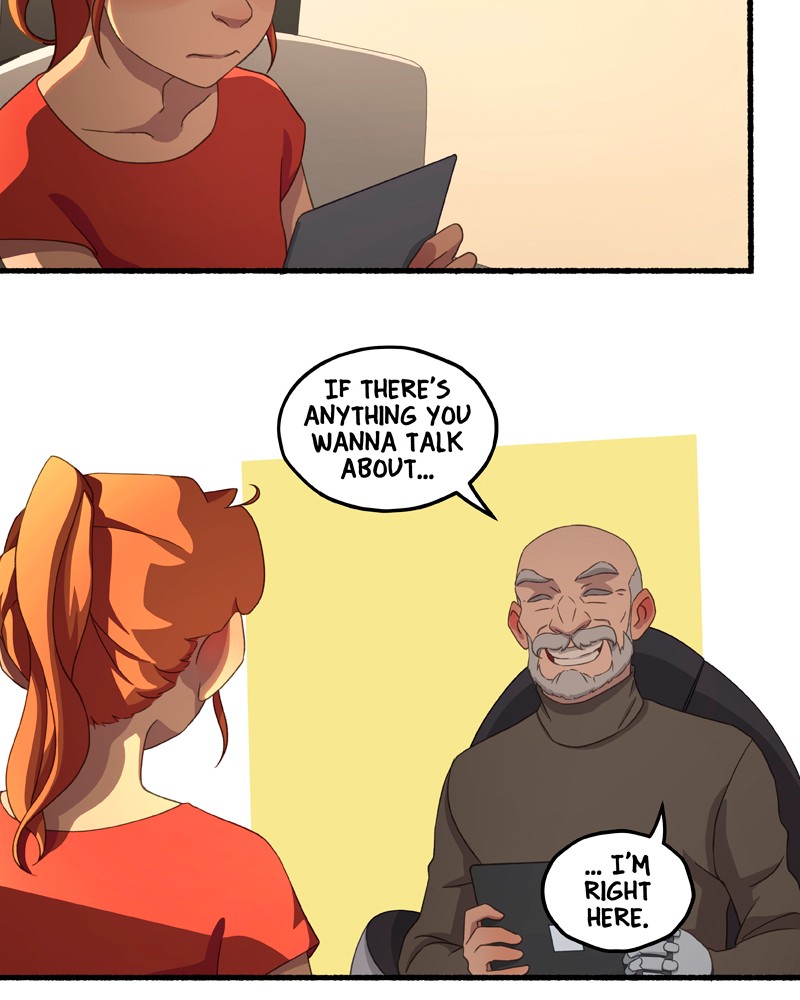 IF THERE'S
ANYTHING YOU
WANNA TALK
ABOUT...
... I'M
RIGHT
HERE.